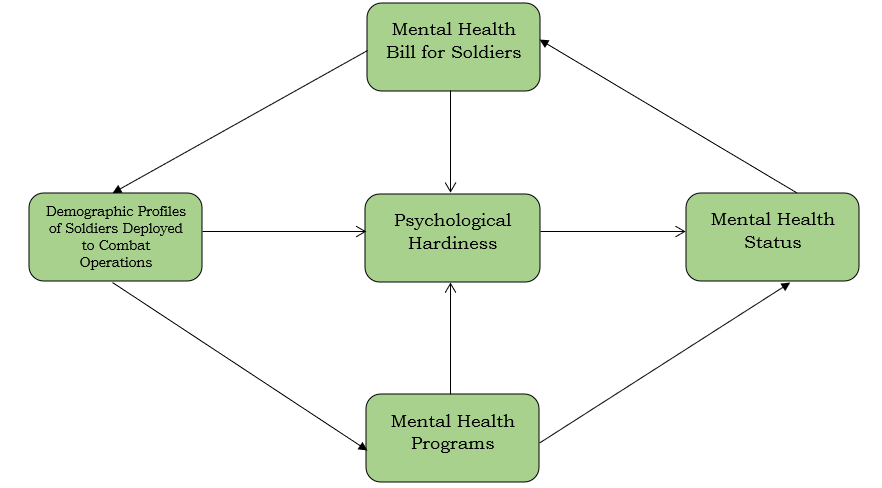 Mental Health
Bill for Soldiers
Demographic Profiles
of Soldiers Deployed
to Combat
Operations
Psychological
Hardiness
Mental Health
Status
Mental Health
Programs